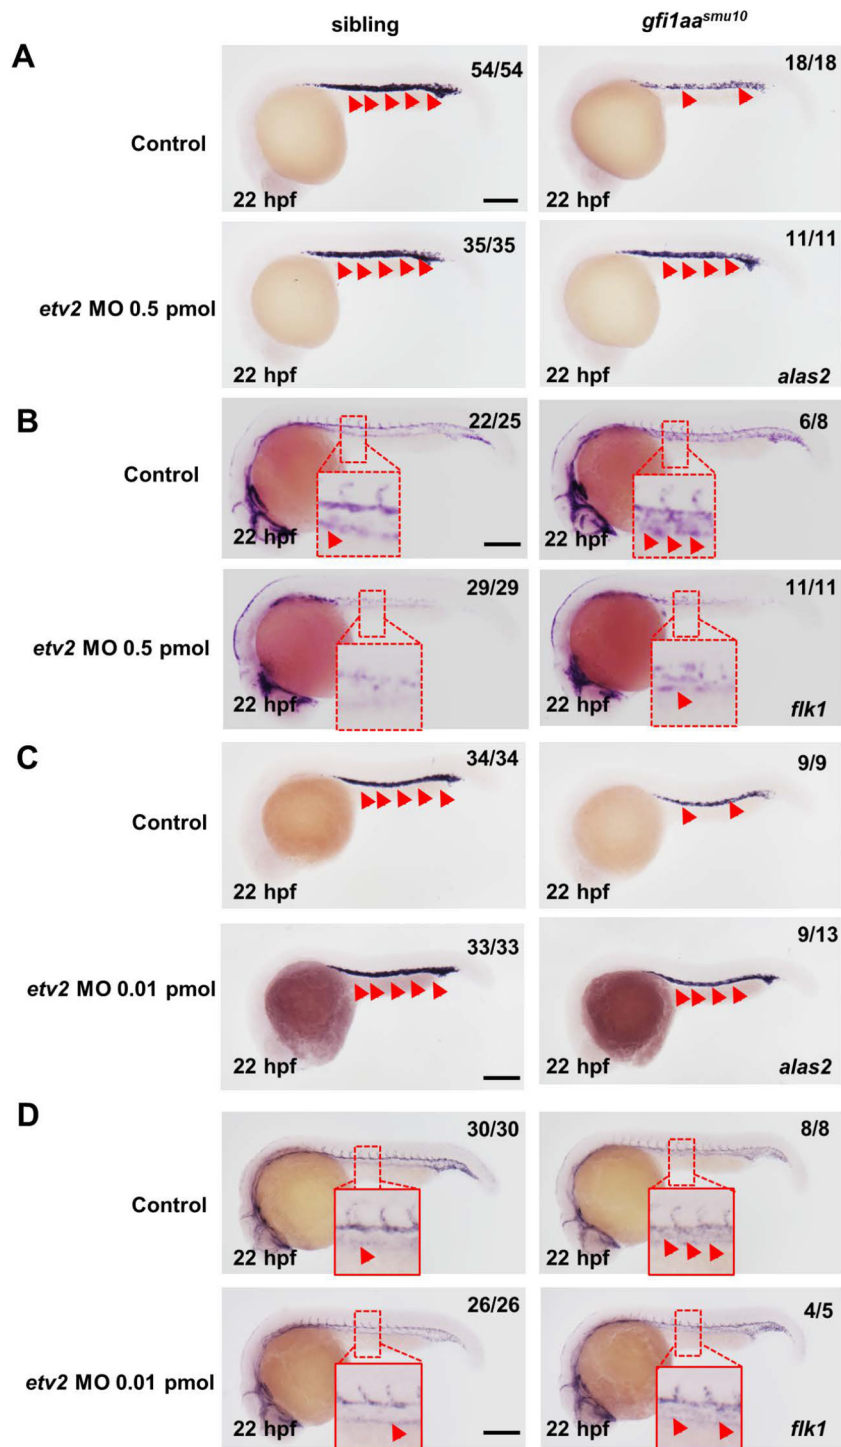 sibling gfi1aasmu10
A
54/54 18/18
Control
22 hpf 22 hpf
35/35 11/11
etv2 MO 0.5 pmol
22 hpf 22 hpf alas2
B
22/25 6/8
Control
22 hpf 22 hpf
29/29 11/11
etv2 MO 0.5 pmol
22 hpf 22 hpf flk1
C
34/34 9/9
Control
22 hpf 22 hpf
33/33 9/13
etv2 MO 0.01 pmol
22 hpf 22 hpf alas2
D
30/30 8/8
Control
22 hpf 22 hpf
26/26 4/5
etv2 MO 0.01 pmol
22 hpf 22 hpf flk1